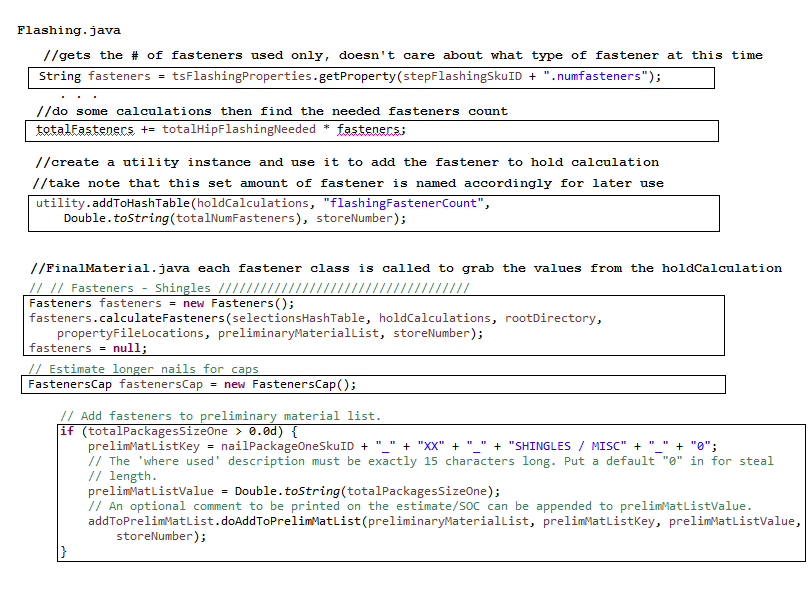 Flashing.java
//gets the # of fasteners used only, doesn't care about what type of fastener at this time
String fasteners = tsFlashingProperties.getProperty(stepFlashingSkuID + ".numfasteners");
. . .
//do some calculations then find the needed fasteners count
totalFasteners += totalHipFlashingNeeded * fasteners;
//create a utility instance and use it to add the fastener to hold calculation
//take note that this set amount of fastener is named accordingly for later use
utility.addToHashTable(holdCalculations, "flashingFastenerCount",
Double.toString(totalNumFasteners), storeNumber);
//FinalMaterial.java each fastener class is called to grab the values from the holdCalculation
// // Fasteners - Shingles ////////////////////////////////////
Fasteners fasteners = new Fasteners();
fasteners.calculateFasteners(selectionsHashTable, holdCalculations, rootDirectory,
propertyFileLocations, preliminaryMaterialList, storeNumber);
fasteners = null;
// Estimate longer nails for caps
FastenersCap fastenersCap = new FastenersCap();
// Add fasteners to preliminary material list.
if (totalPackagesSizeOne > 0.0d) {
prelimMatListKey = nailPackageOneSkuID + "_" + "XX" + "_" + "SHINGLES / MISC" + "_" + "0";
// The 'where used' description must be exactly 15 characters long. Put a default "0" in for steal
// length.
prelimMatListValue = Double.toString(totalPackagesSizeOne);
// An optional comment to be printed on the estimate/SOC can be appended to prelimMatListValue.
addToPrelimMatList.doAddToPrelimMatList(preliminaryMaterialList, prelimMatListKey, prelimMatListValue,
storeNumber);
}